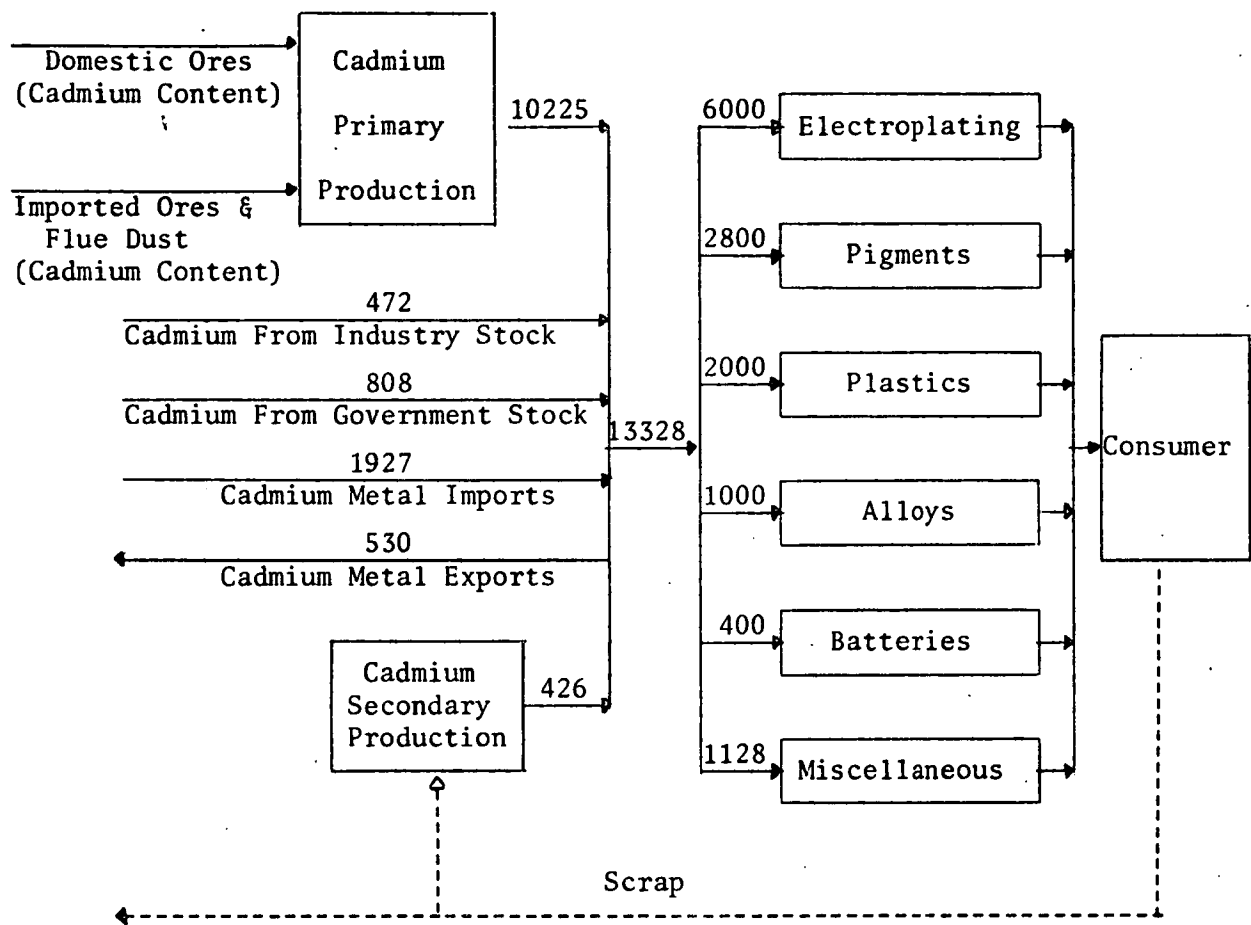 Domestic Ores
(Cadmium Content)
Imported Ores &
Flue Dust
(Cadmium Content)
Cadmium
Primary
Production
10225
472
Cadmium From Industry Stock
808
Cadmium From Government Stock
1927
Cadmium Metal Imports
530
Cadmium Metal Exports
Cadmium
Secondary
Production
426
13328
6000
Electroplating
2800
Pigments
2000
Plastics
1000
Alloys
400
Batteries
1128
Miscellaneous
Consumer
Scrap